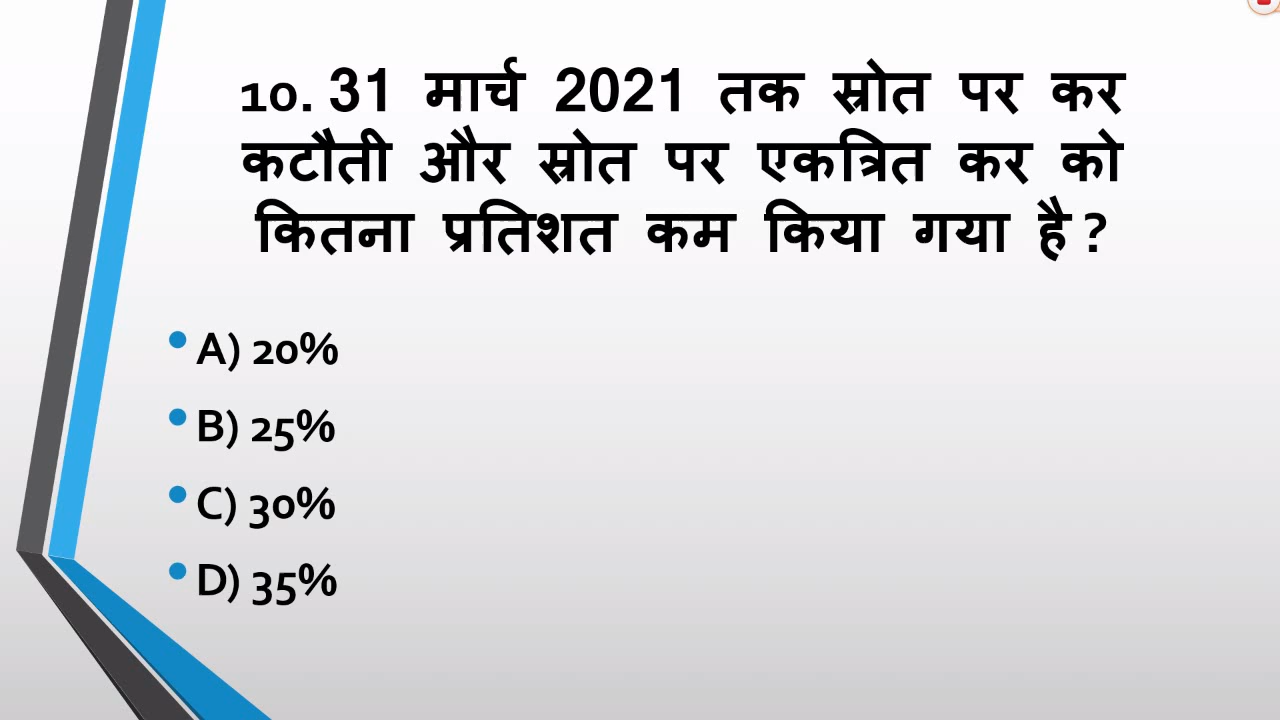 10. 31 मार्च 2021 तक स्रोत पर कर
कटौती और स्रोत पर एकत्रित कर को
कितना प्रतिशत कम किया गया है ?
• A) 20%
• B) 25%
• C) 30%
• D) 35%